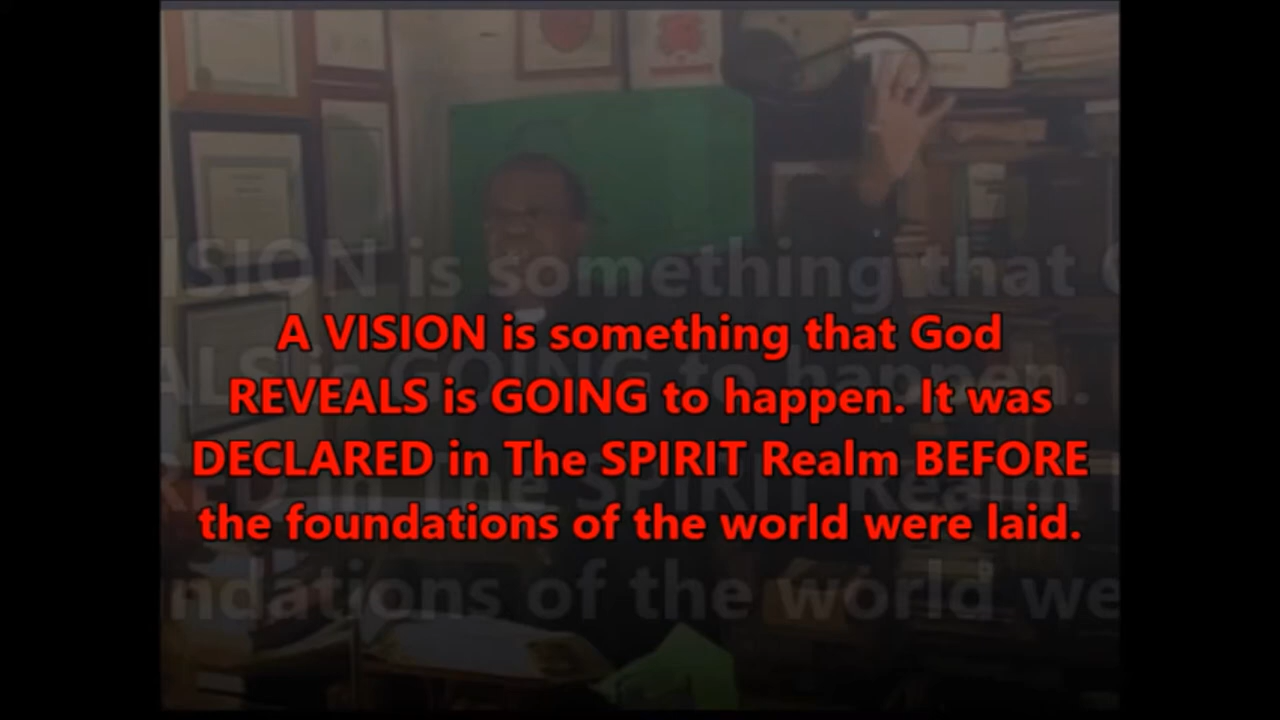 A VISION is something that God
REVEALS is GOING to happen. It was
DECLARED in The SPIRIT Realm BEFORE
the foundations of the world were laid.